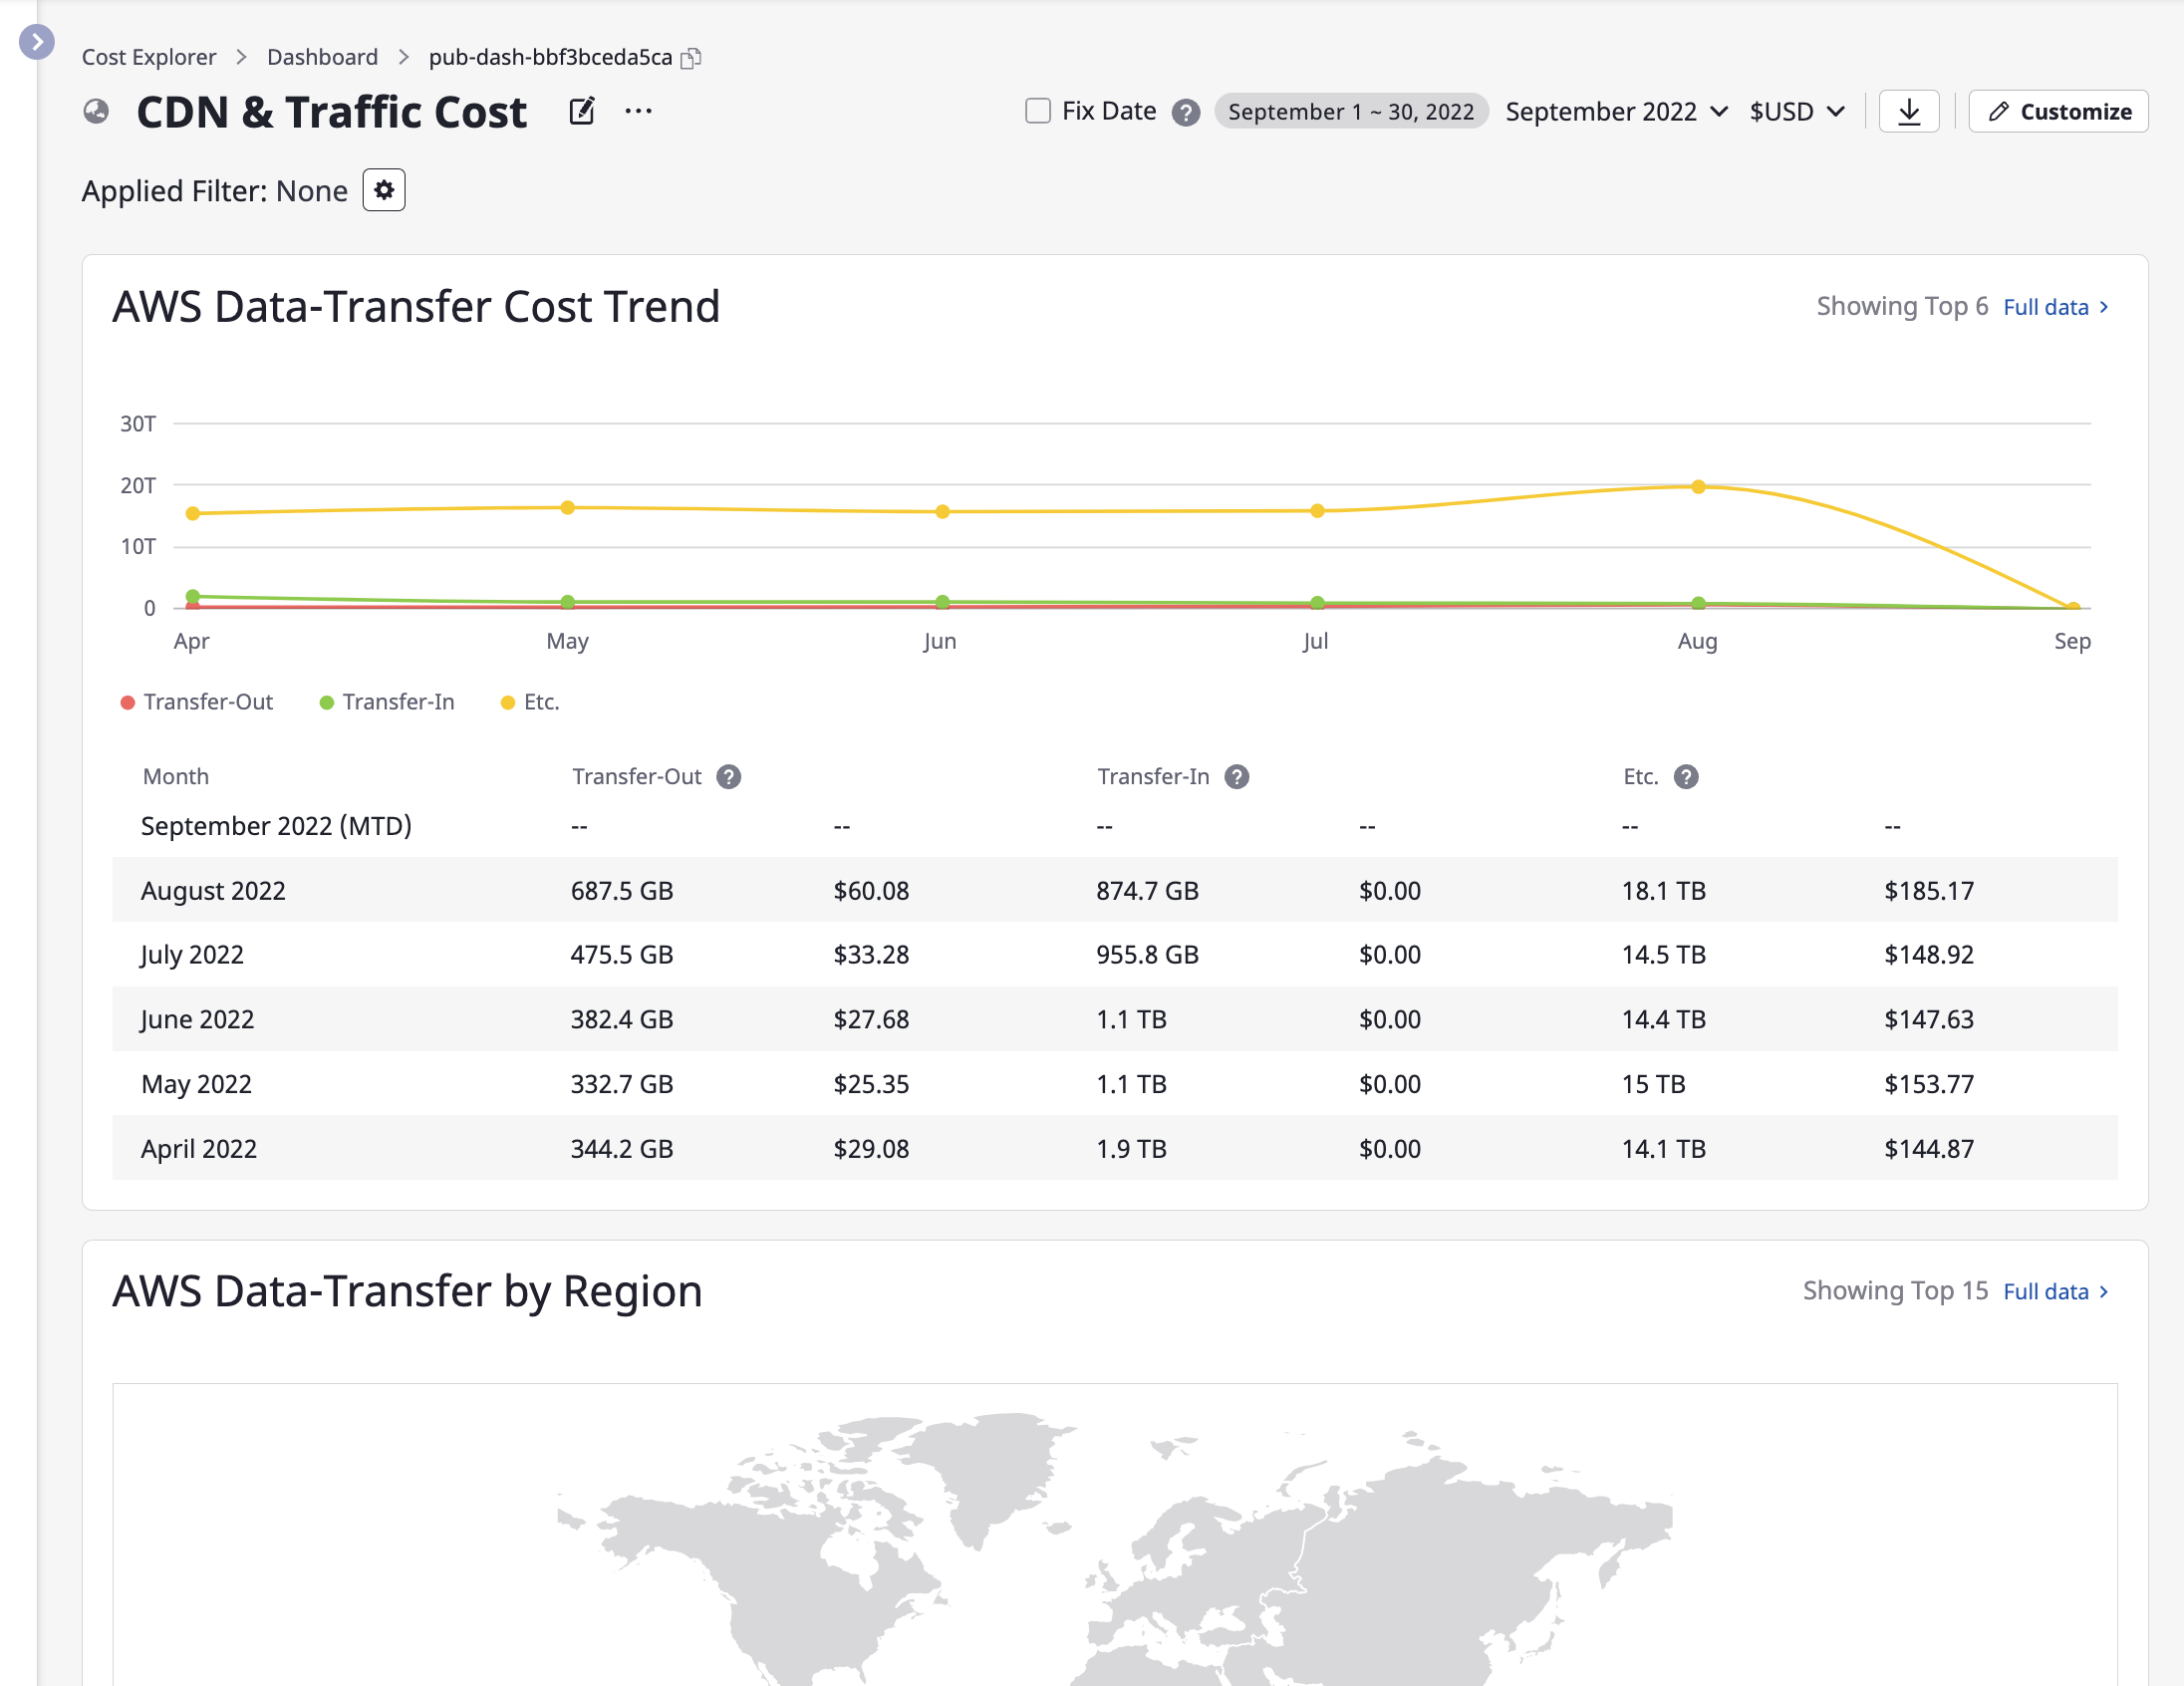 Cost Explorer > Dashboard > pub-dash-bbf3bceda5ca
CDN & Traffic Cost
Fix Date ? September 1 ~ 30, 2022 September 2022 $USD Customize
Applied Filter: None
AWS Data-Transfer Cost Trend
Showing Top 6 Full data >
30T
20T
10T
0
Apr May Jun Jul Aug Sep
Transfer-Out Transfer-In Etc.
Month Transfer-Out ? Transfer-In ? Etc. ?
September 2022 (MTD) -- -- -- -- -- --
August 2022 687.5 GB $60.08 874.7 GB $0.00 18.1 TB $185.17
July 2022 475.5 GB $33.28 955.8 GB $0.00 14.5 TB $148.92
June 2022 382.4 GB $27.68 1.1 TB $0.00 14.4 TB $147.63
May 2022 332.7 GB $25.35 1.1 TB $0.00 15 TB $153.77
April 2022 344.2 GB $29.08 1.9 TB $0.00 14.1 TB $144.87
AWS Data-Transfer by Region
Showing Top 15 Full data >